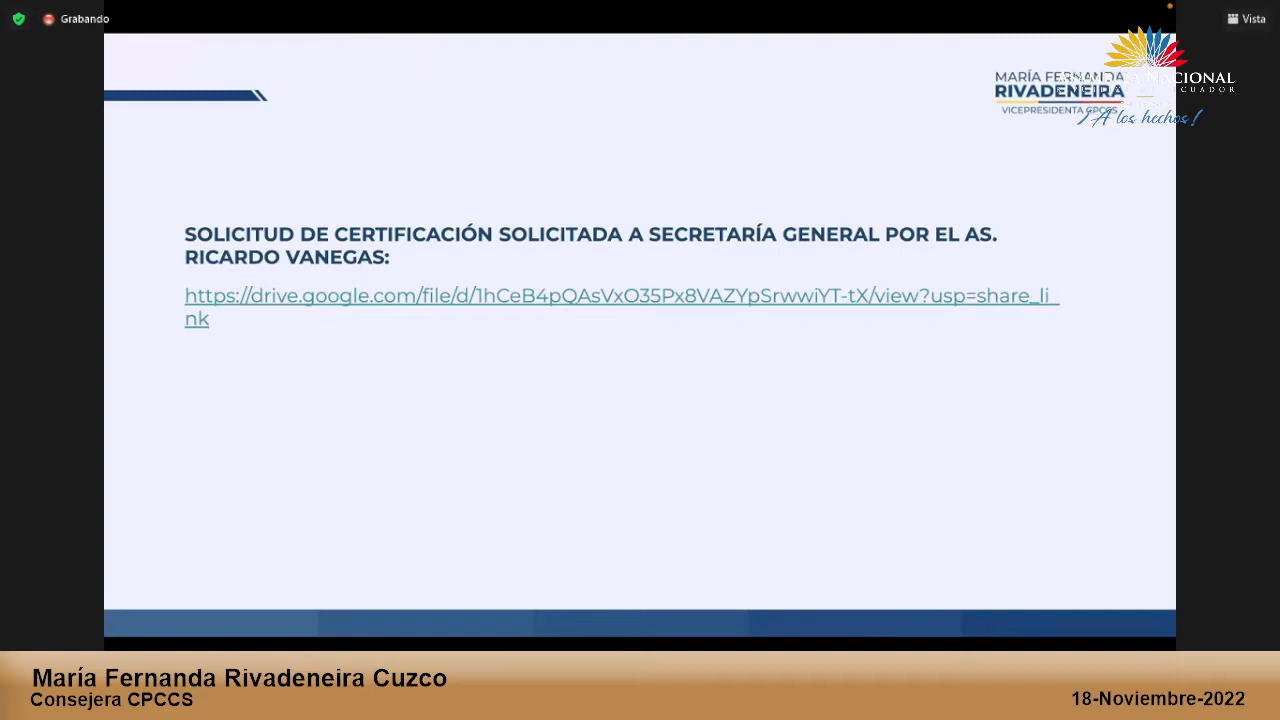 Grabando
Vista
MARÍA FERNANDA
RIVADENEIRA
VICEPRESIDENTA CPCCS
NACIONAL
ECUADOR
¡A los hechos!
SOLICITUD DE CERTIFICACIÓN SOLICITADA A SECRETARÍA GENERAL POR EL AS.
RICARDO VANEGAS:
https://drive.google.com/file/d/1hCeB4pQAsVxO35Px8VAZYpSrwwiYT-tX/view?usp=share_li
nk
María Fernanda Rivadeneira Cuzco
Consejera CPCCS
18-Noviembre-2022